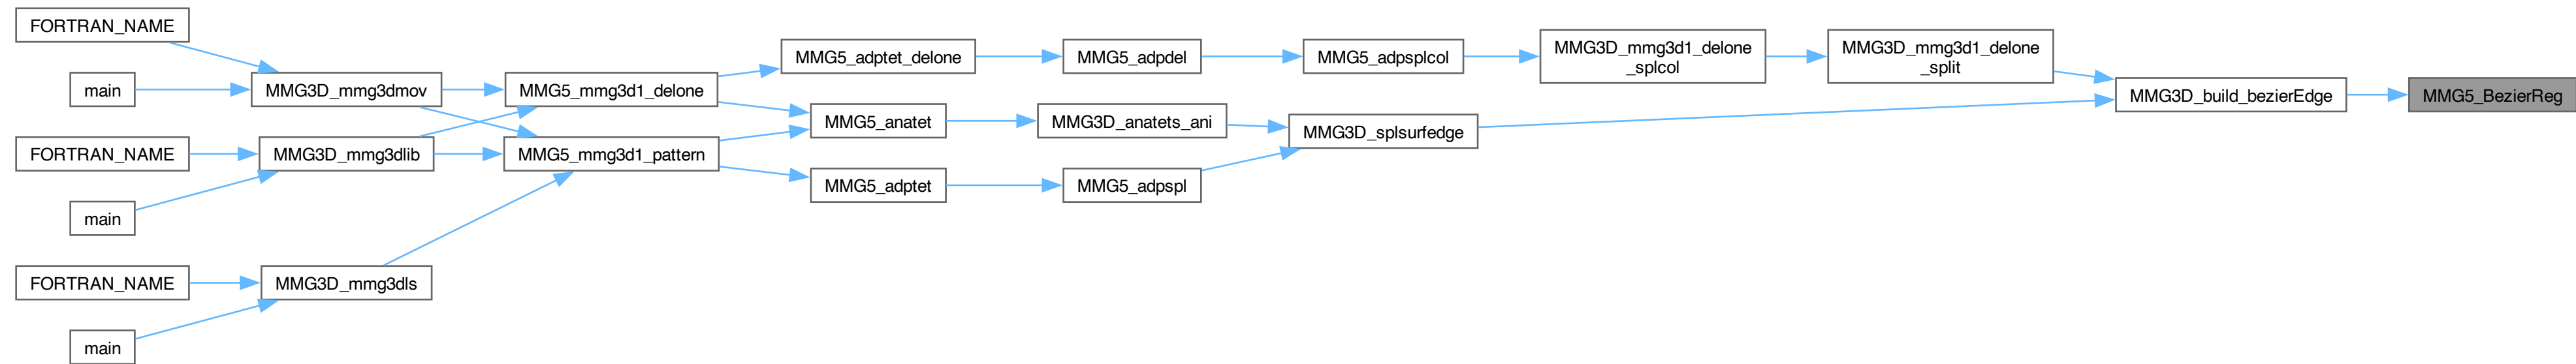 FORTRAN_NAME
main
FORTRAN_NAME
main
FORTRAN_NAME
main
MMG3D_mmg3dmov
MMG3D_mmg3dlib
MMG3D_mmg3dls
MMG5_mmg3d1_delone
MMG5_mmg3d1_pattern
MMG5_adptet_delone
MMG5_anatet
MMG5_adptet
MMG5_adpdel
MMG3D_anatets_ani
MMG5_adpspl
MMG5_adpsplcol
MMG3D_splsurfedge
MMG3D_mmg3d1_delone
_splcol
MMG3D_mmg3d1_delone
_split
MMG3D_build_bezierEdge
MMG5_BezierReg